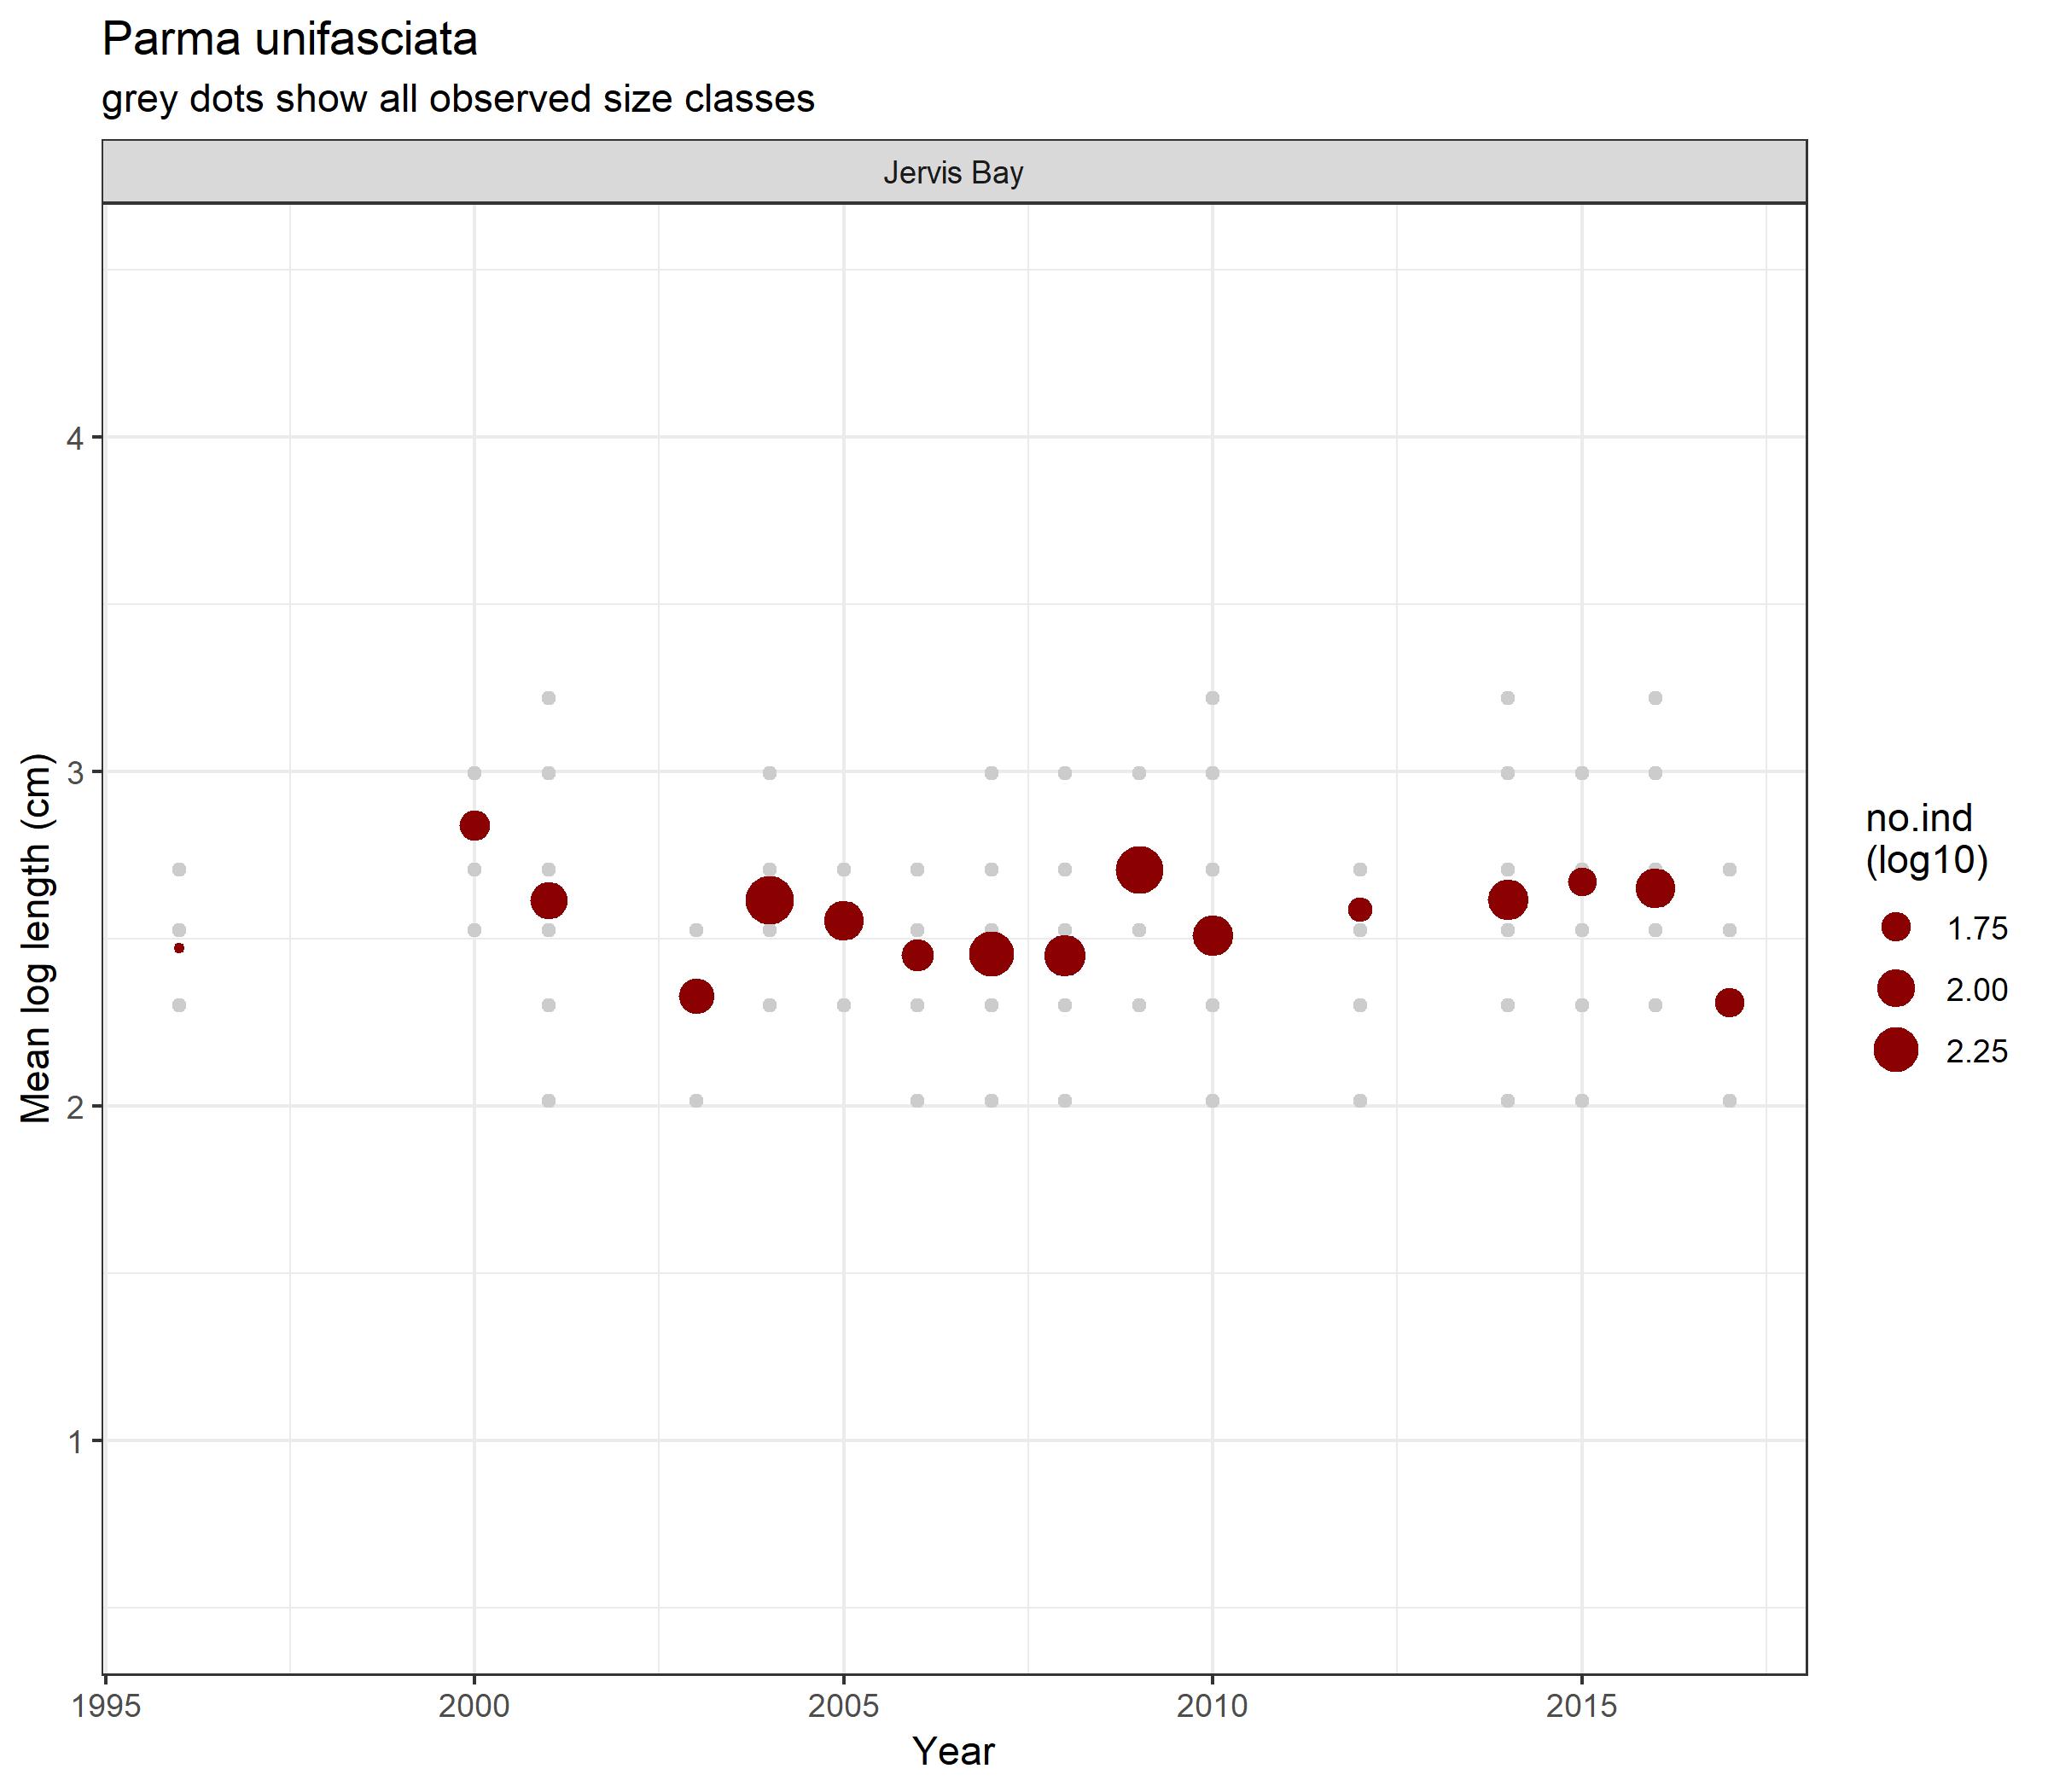 Parma unifasciata
grey dots show all observed size classes
Jervis Bay
Mean log length (cm)
4
3
2
1
1995
2000
2005
2010
2015
Year
no.ind
(log10)
1.75
2.00
2.25